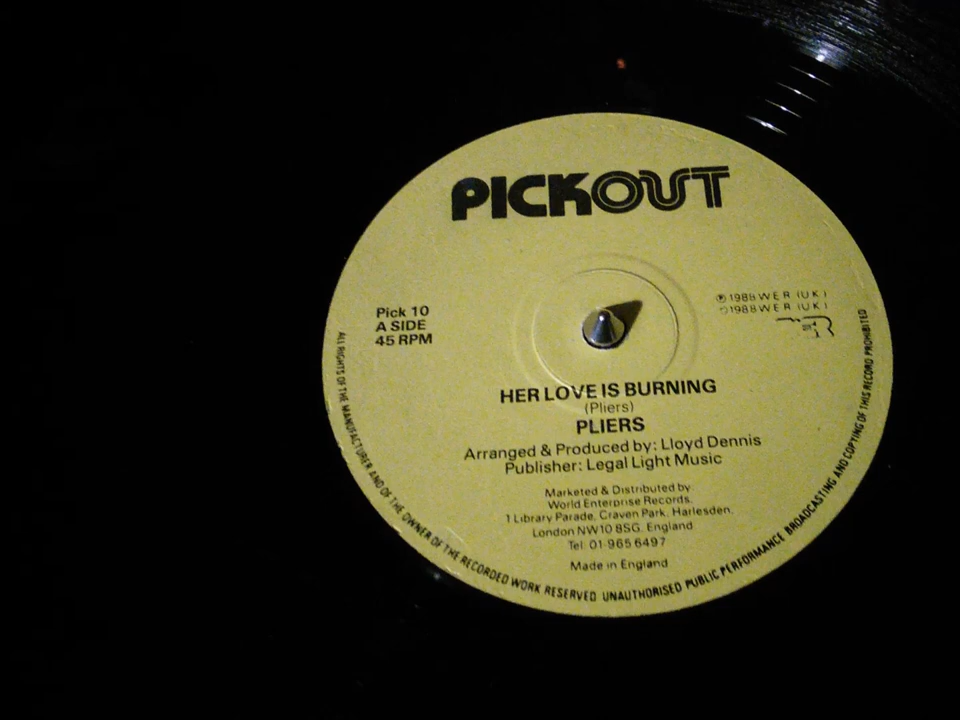 PICKOUT
Pick 10
A SIDE
45 RPM
℗ 1988 W E R (U K)
© 1988 W E R (U K)
HER LOVE IS BURNING
(Pliers)
PLIERS
Arranged & Produced by: Lloyd Dennis
Publisher: Legal Light Music
Marketed & Distributed by
World Enterprise Records.
1 Library Parade, Craven Park, Harlesden,
London NW10 8SG, England
Tel: 01-965 6497
Made in England
ALL RIGHTS OF THE MANUFACTURER AND OF THE OWNER OF THE RECORDED WORK RESERVED UNAUTHORISED PUBLIC PERFORMANCE BROADCASTING AND COPYING OF THIS RECORD PROHIBITED